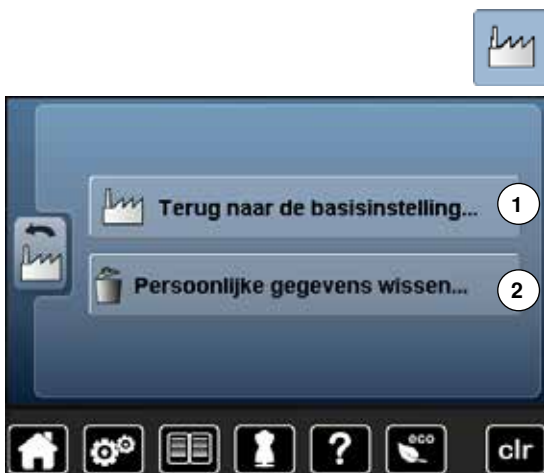 Terug naar de basisinstelling...
1
Persoonlijke gegevens wissen...
2
?
eco
clr